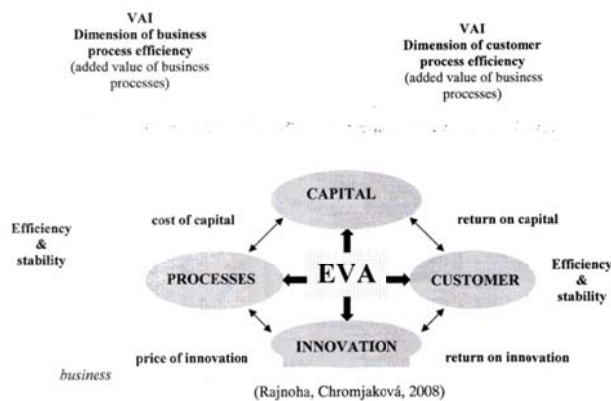 VAI
Dimension of business
process efficiency
(added value of business
processes)
VAI
Dimension of customer
process efficiency
(added value of business
processes)
CAPITAL
cost of capital
return on capital
Efficiency
&
stability
PROCESSES
EVA
CUSTOMER
Efficiency
&
stability
INNOVATION
price of innovation
return on innovation
business
(Rajnoha, Chromjaková, 2008)